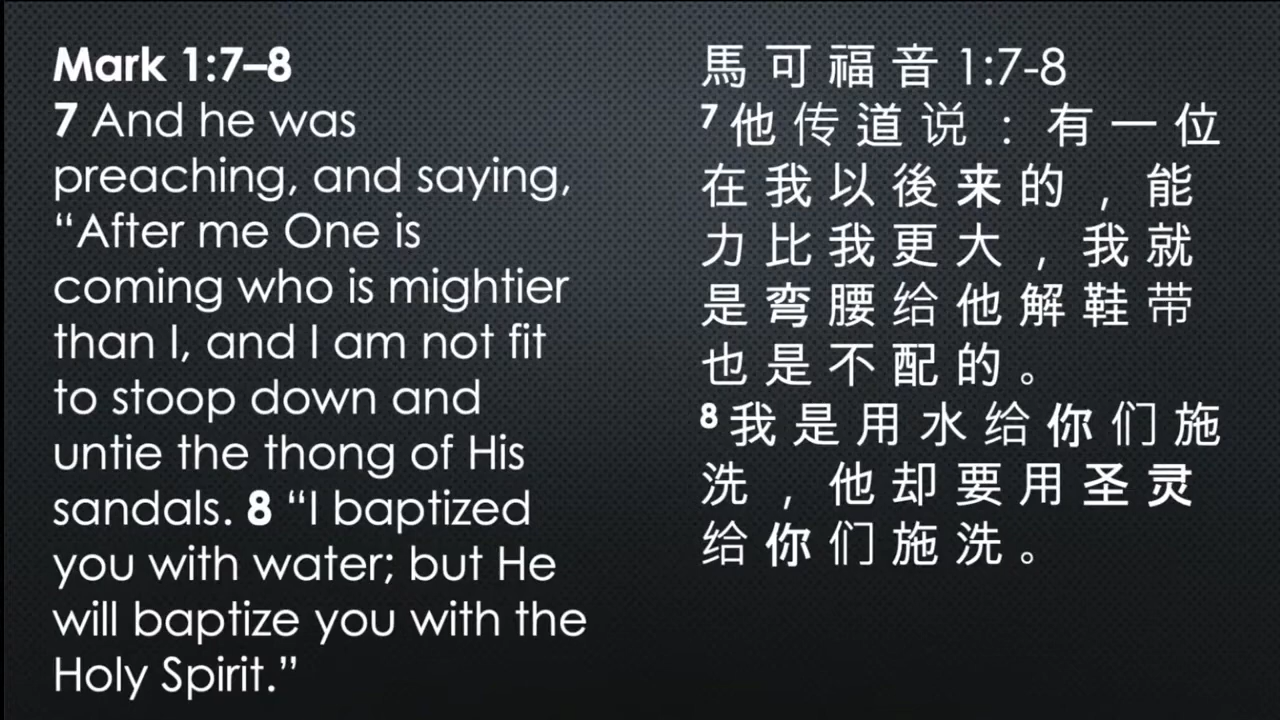 Mark 1:7–8
7 And he was
preaching, and saying,
“After me One is
coming who is mightier
than I, and I am not fit
to stoop down and
untie the thong of His
sandals. 8 “I baptized
you with water; but He
will baptize you with the
Holy Spirit.”
馬可福音 1:7-8
7他传道说：有一位
在我以後来的，能
力比我更大，我就
是弯腰给他解鞋带
也是不配的。
8我是用水给你们施
洗，他却要用圣灵
给你们施洗。